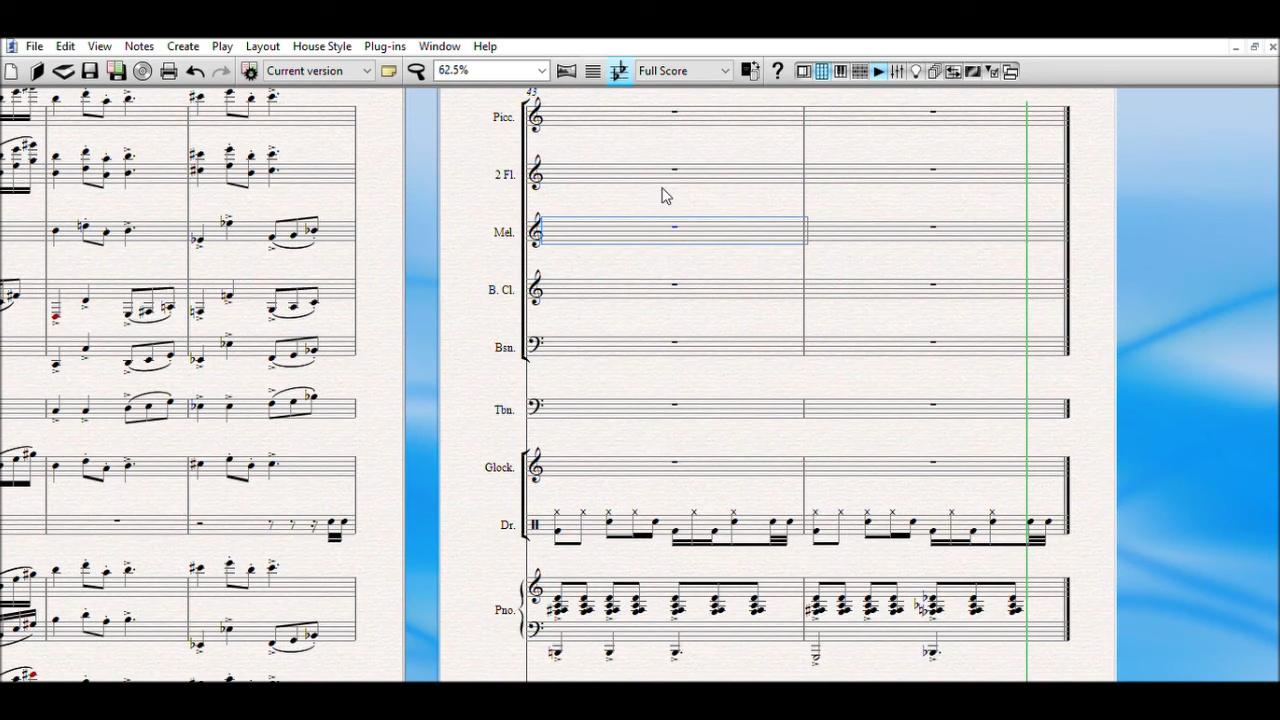 File Edit View Notes Create Play Layout House Style Plug-ins Window Help
Current version 62.5% Full Score
43
Picc.
2 Fl.
Mel.
B. Cl.
Bsn.
Tbn.
Glock.
Dr.
Pno.